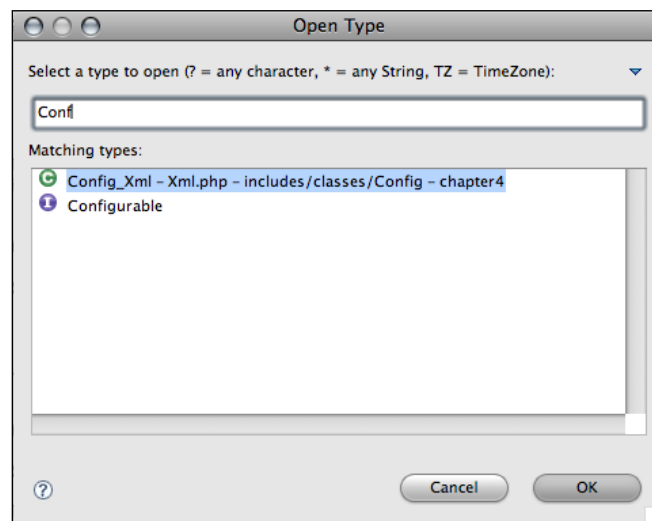 Open Type
Select a type to open (? = any character, * = any String, TZ = TimeZone):
Conf
Matching types:
C Config_Xml – Xml.php – includes/classes/Config – chapter4
I Configurable
? Cancel OK